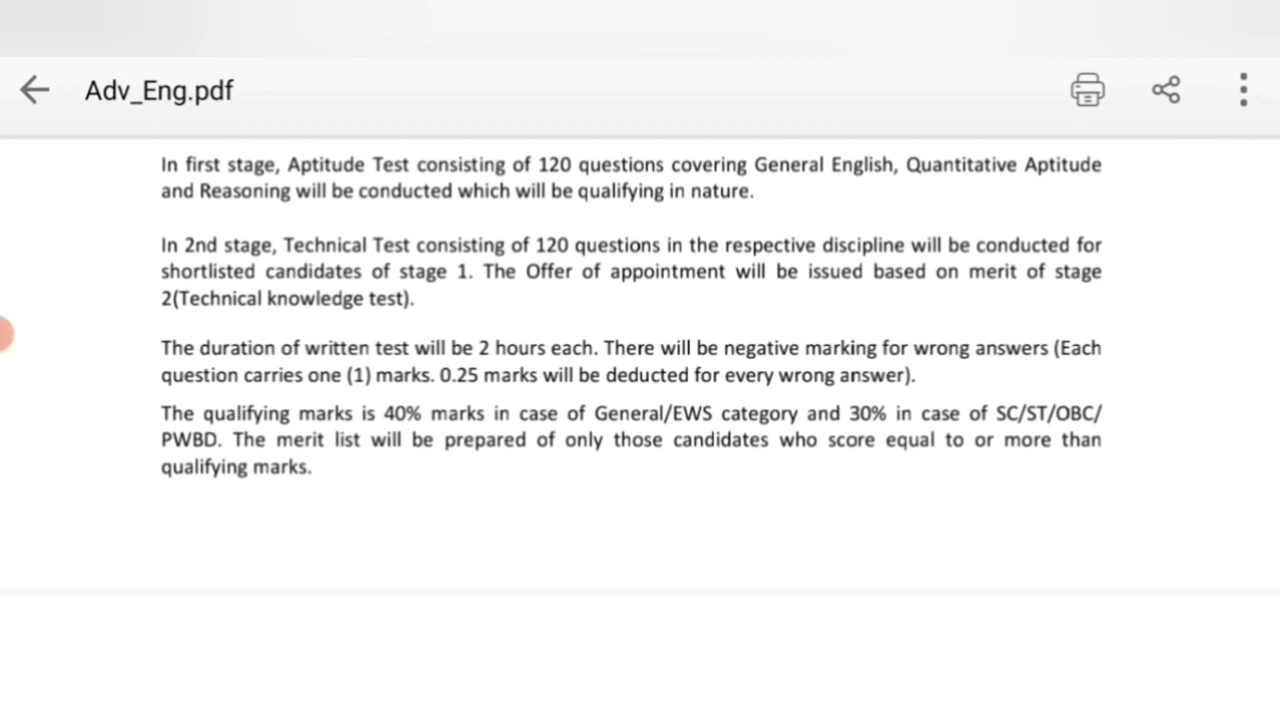 Adv_Eng.pdf
In first stage, Aptitude Test consisting of 120 questions covering General English, Quantitative Aptitude
and Reasoning will be conducted which will be qualifying in nature.
In 2nd stage, Technical Test consisting of 120 questions in the respective discipline will be conducted for
shortlisted candidates of stage 1. The Offer of appointment will be issued based on merit of stage
2(Technical knowledge test).
The duration of written test will be 2 hours each. There will be negative marking for wrong answers (Each
question carries one (1) marks. 0.25 marks will be deducted for every wrong answer).
The qualifying marks is 40% marks in case of General/EWS category and 30% in case of SC/ST/OBC/
PWBD. The merit list will be prepared of only those candidates who score equal to or more than
qualifying marks.